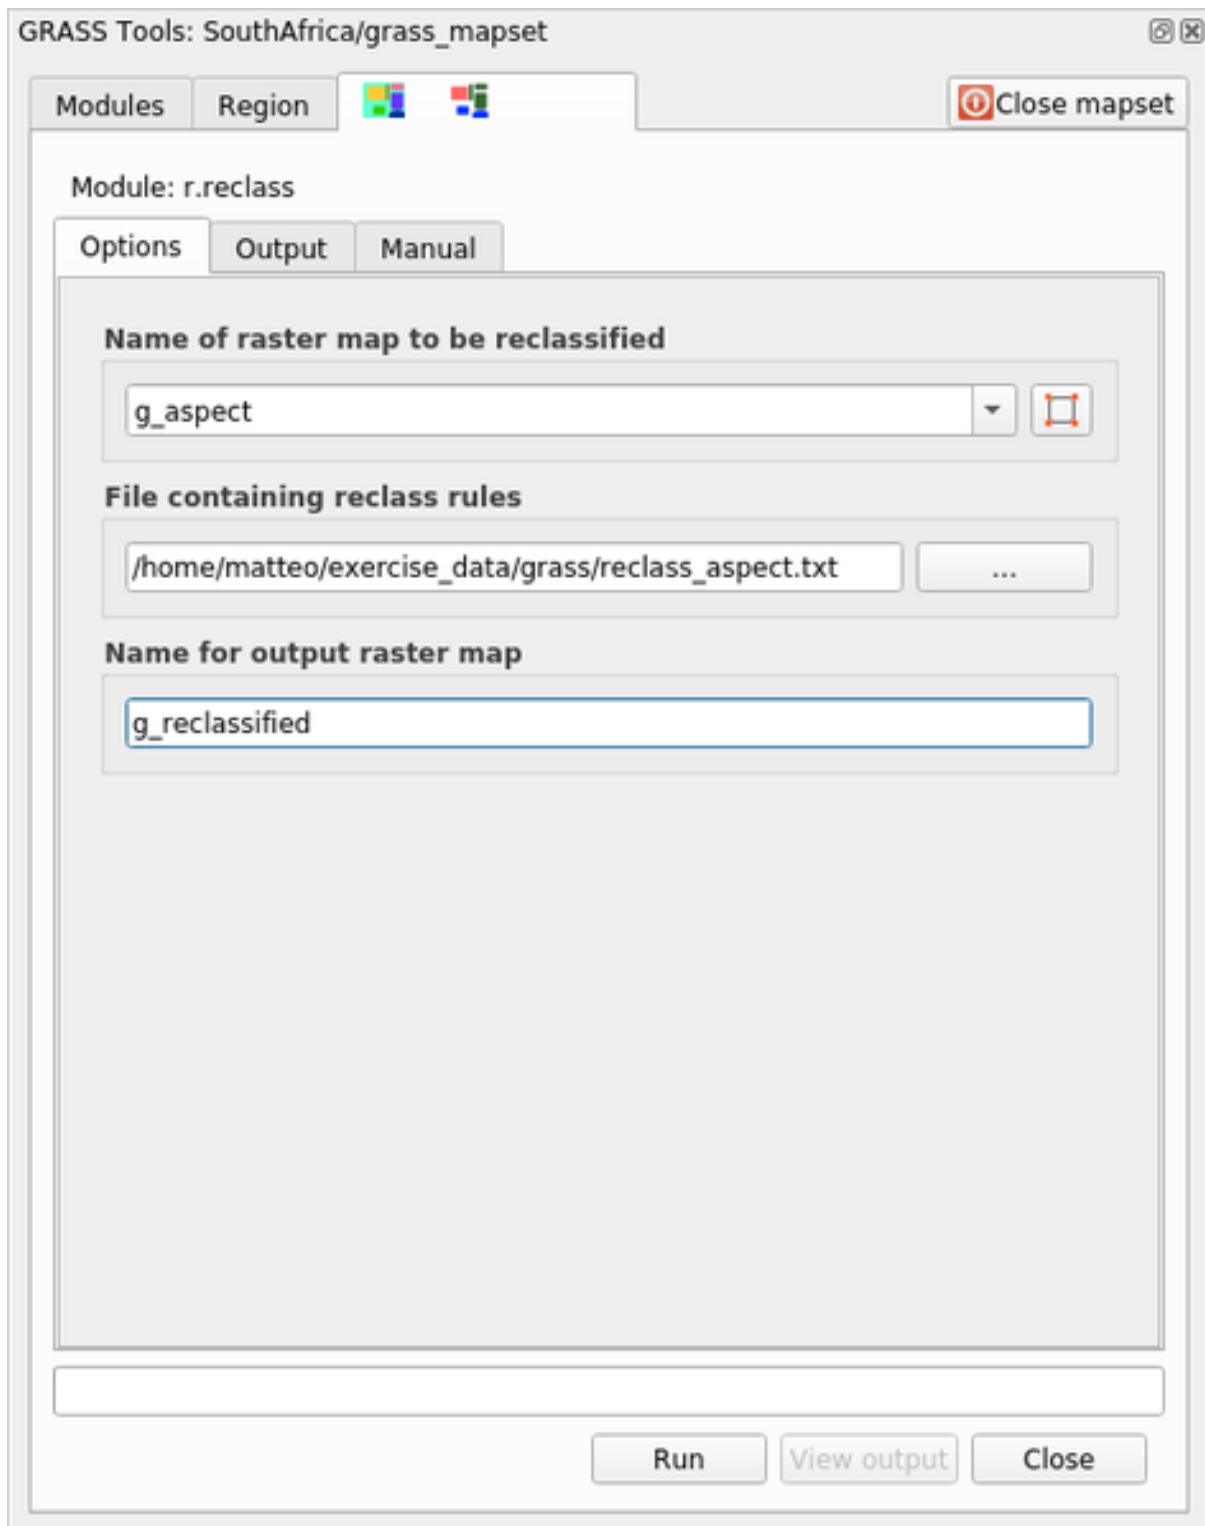 GRASS Tools: SouthAfrica/grass_mapset
Modules Region Close mapset
Module: r.reclass
Options Output Manual
Name of raster map to be reclassified
g_aspect
File containing reclass rules
/home/matteo/exercise_data/grass/reclass_aspect.txt ...
Name for output raster map
g_reclassified
Run View output Close